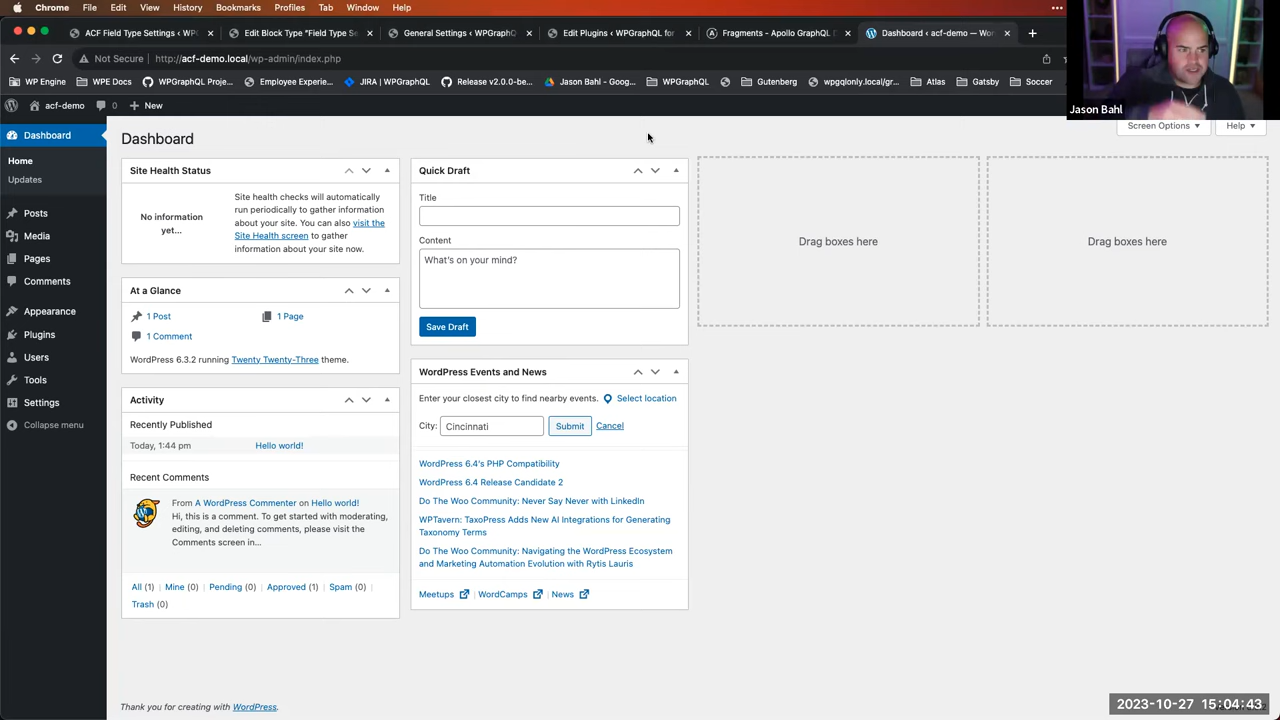 Chrome File Edit View History Bookmarks Profiles Tab Window Help
ACF Field Type Settings
Edit Block Type "Field Type Se
General Settings ‹ WPGraphQL
Edit Plugins ‹ WPGraphQL for
Fragments - Apollo GraphQL D
Dashboard ‹ acf-demo — Wor
Not Secure | http://acf-demo.local/wp-admin/index.php
WP Engine WPE Docs WPGraphQL Proje... Employee Experie... JIRA | WPGraphQL Release v2.0.0-be... Jason Bahl - Goog... WPGraphQL Gutenberg wpgqlonly.local/gr... Atlas Gatsby Soccer
acf-demo 0 + New
Jason Bahl
Screen Options
Help
Dashboard
Home
Updates
Posts
Media
Pages
Comments
Appearance
Plugins
Users
Tools
Settings
Collapse menu
Dashboard
Site Health Status
No information
yet...
Site health checks will automatically
run periodically to gather information
about your site. You can also visit the
Site Health screen to gather
information about your site now.
At a Glance
1 Post
1 Page
1 Comment
WordPress 6.3.2 running Twenty Twenty-Three theme.
Activity
Recently Published
Today, 1:44 pm Hello world!
Recent Comments
From A WordPress Commenter on Hello world!
Hi, this is a comment. To get started with moderating,
editing, and deleting comments, please visit the
Comments screen in...
All (1) | Mine (0) | Pending (0) | Approved (1) | Spam (0) |
Trash (0)
Quick Draft
Title
Content
What's on your mind?
Save Draft
WordPress Events and News
Enter your closest city to find nearby events. Select location
City: Cincinnati Submit Cancel
WordPress 6.4's PHP Compatibility
WordPress 6.4 Release Candidate 2
Do The Woo Community: Never Say Never with LinkedIn
WPTavern: TaxoPress Adds New AI Integrations for Generating
Taxonomy Terms
Do The Woo Community: Navigating the WordPress Ecosystem
and Marketing Automation Evolution with Rytis Lauris
Meetups | WordCamps | News
Drag boxes here
Drag boxes here
Thank you for creating with WordPress.
2023-10-27 15:04:43